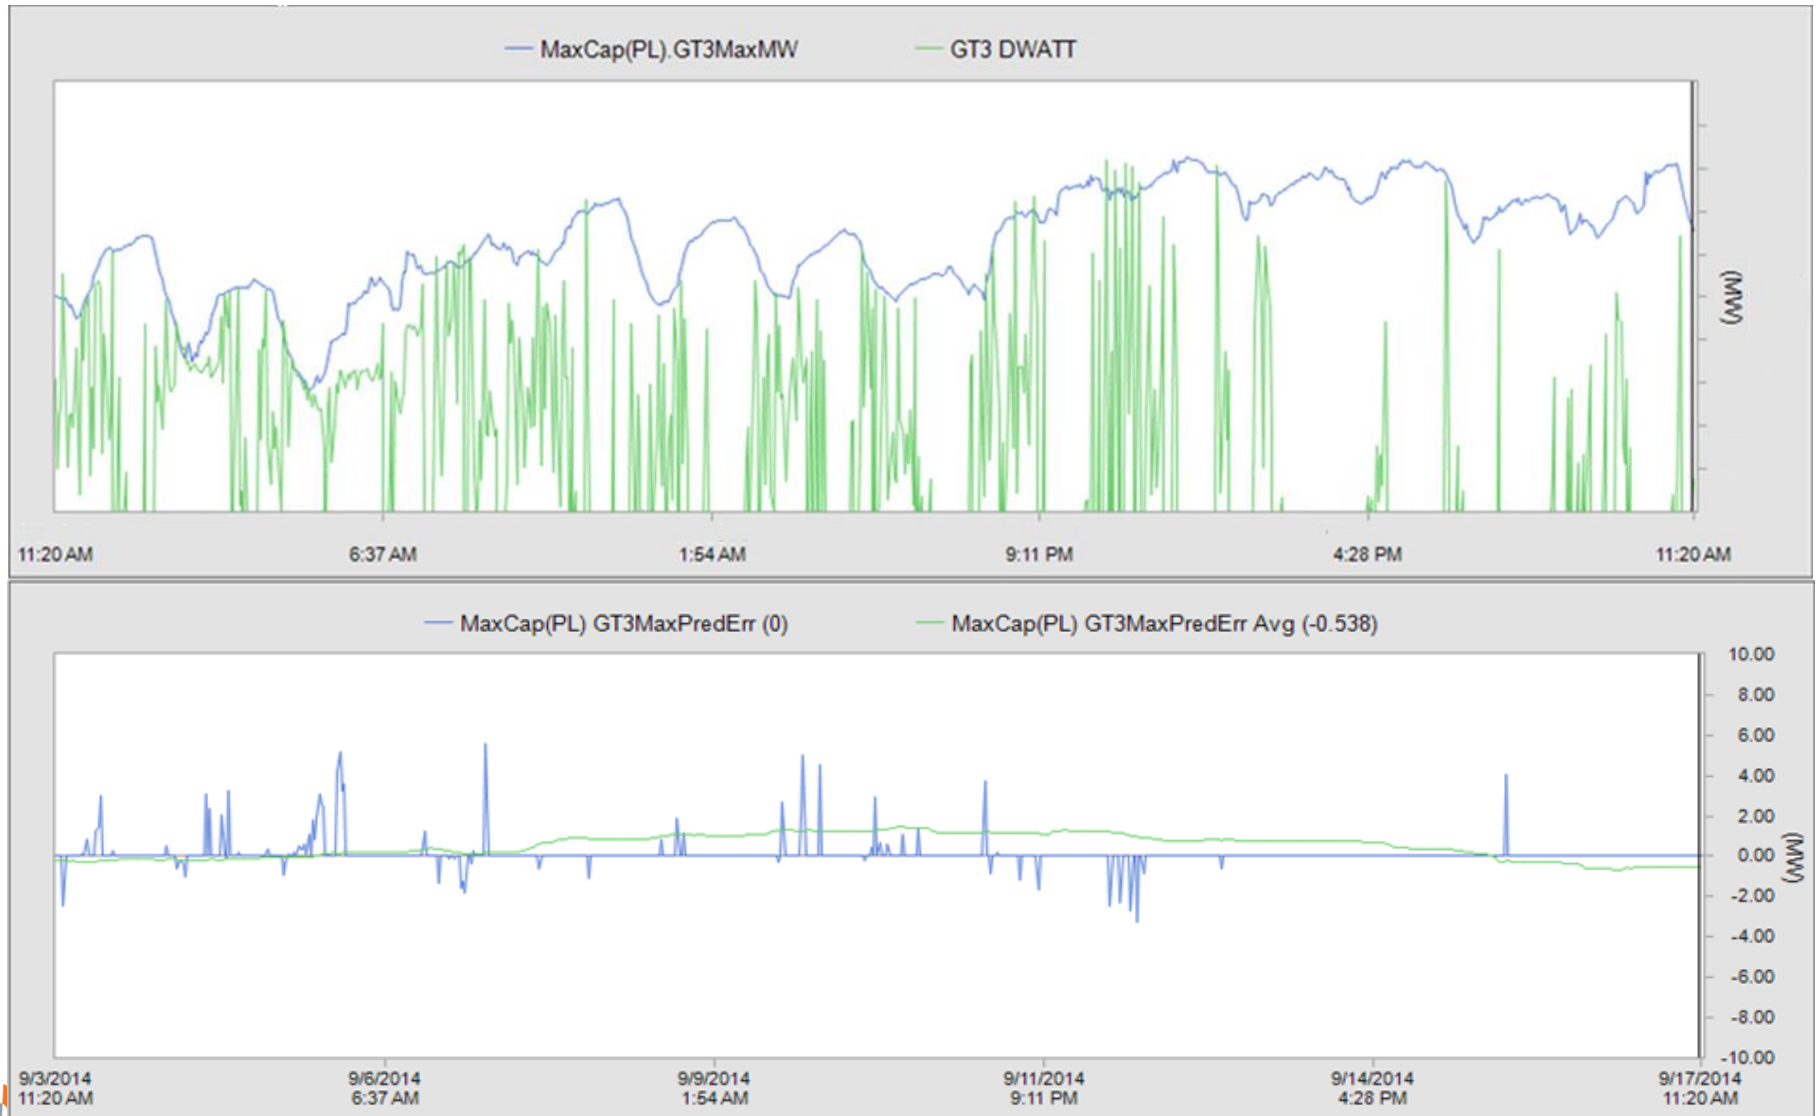 MaxCap(PL).GT3MaxMW GT3 DWATT
(MW)
11:20 AM 6:37 AM 1:54 AM 9:11 PM 4:28 PM 11:20 AM
MaxCap(PL) GT3MaxPredErr (0) MaxCap(PL) GT3MaxPredErr Avg (-0.538)
10.00
8.00
6.00
4.00
2.00
0.00
-2.00
-4.00
-6.00
-8.00
-10.00
(MW)
9/3/2014 9/6/2014 9/9/2014 9/11/2014 9/14/2014 9/17/2014
11:20 AM 6:37 AM 1:54 AM 9:11 PM 4:28 PM 11:20 AM